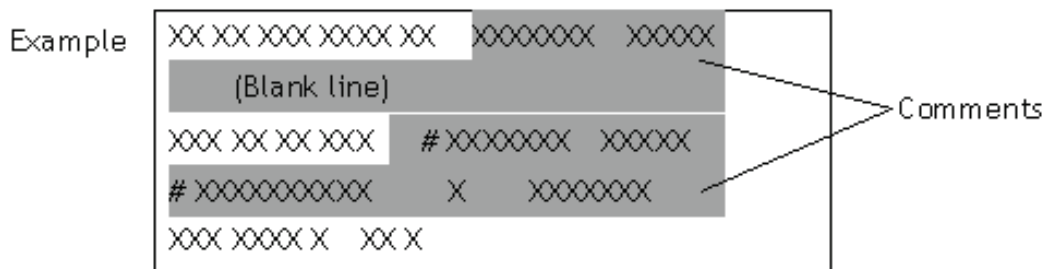 Example
XX XX XXX XXXX XX XXXXXXX XXXXX
(Blank line)
XXX XX XX XXX # XXXXXXX XXXXX
# XXXXXXXXXX X XXXXXXX
XXX XXXX X XX X
Comments